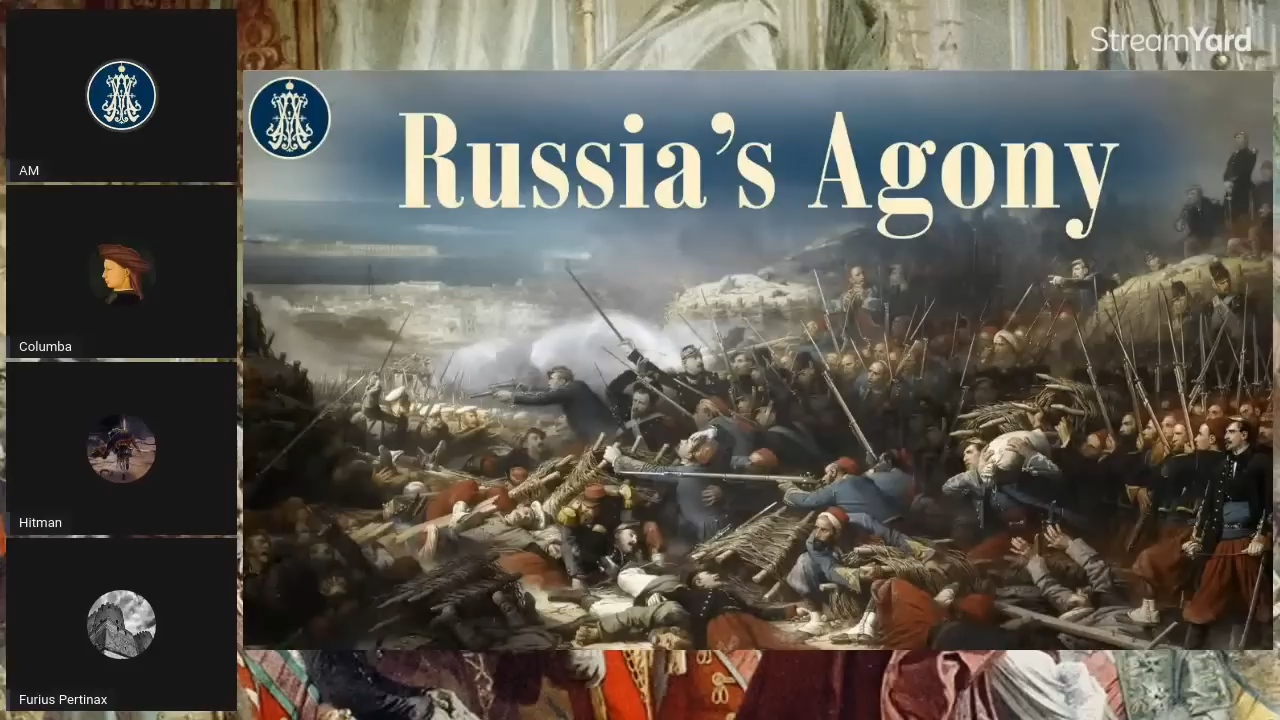 StreamYard
Russia's Agony
AM
Columba
Hitman
Furius Pertinax